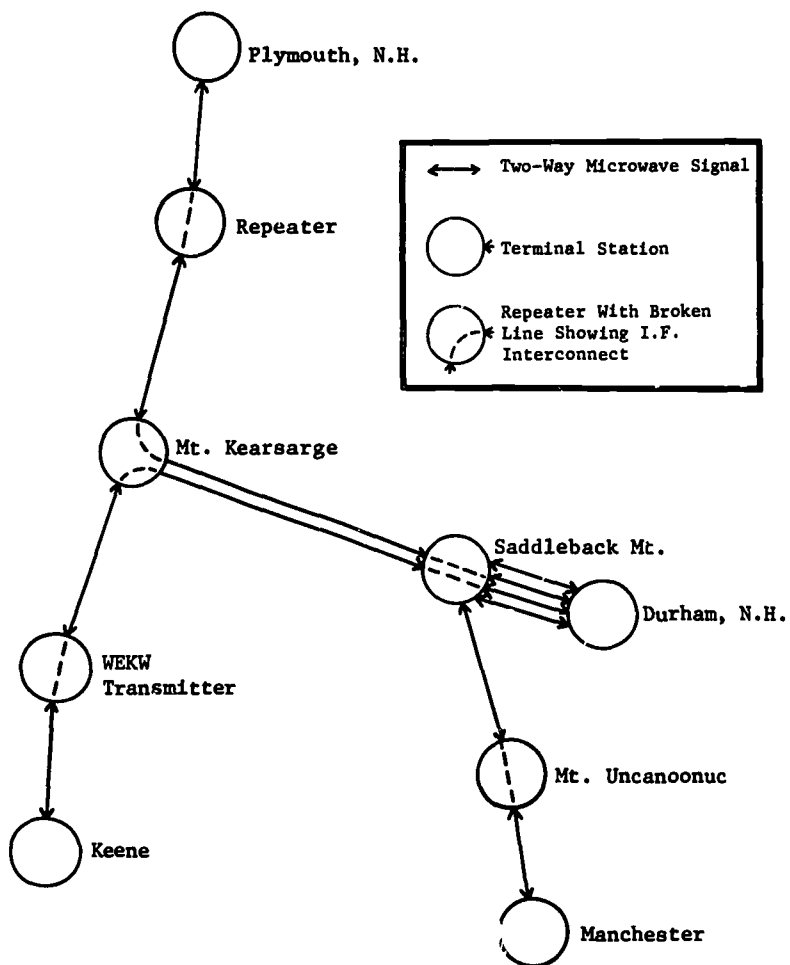 Plymouth, N.H.
Two-Way Microwave Signal
Repeater
Terminal Station
Repeater With Broken
Line Showing I.F.
Interconnect
Mt. Kearsarge
Saddleback Mt.
Durham, N.H.
WEKW
Transmitter
Mt. Uncanoonuc
Keene
Manchester